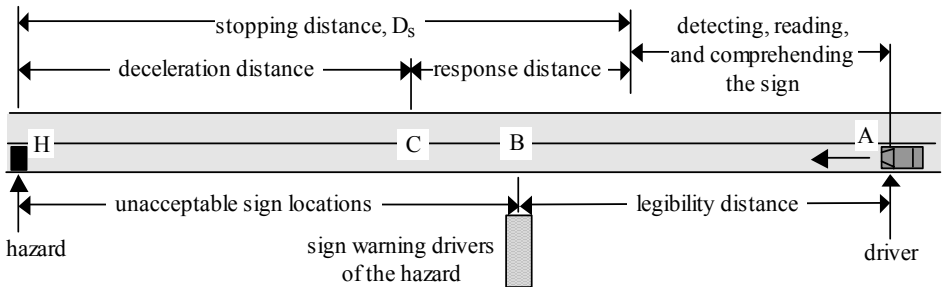 stopping distance, Ds
detecting, reading,
and comprehending
the sign
deceleration distance
response distance
H
C
B
A
unacceptable sign locations
legibility distance
hazard
sign warning drivers
of the hazard
driver